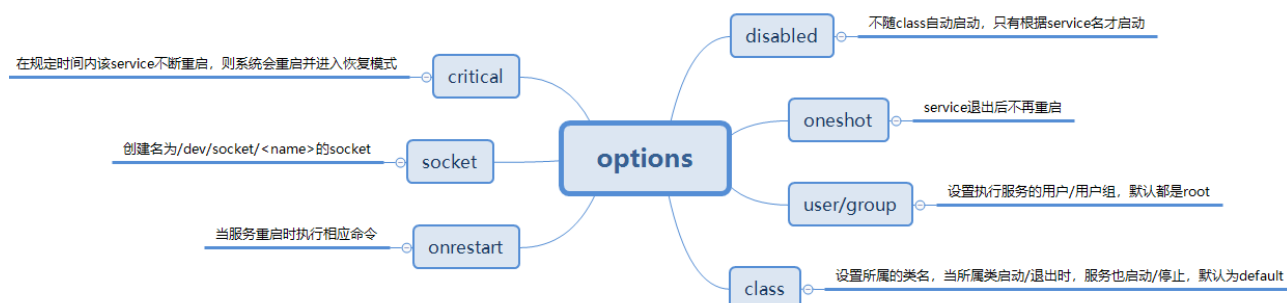 options
disabled
不随class自动启动，只有根据service名才启动
oneshot
service退出后不再重启
user/group
设置执行服务的用户/用户组，默认都是root
class
设置所属的类名，当所属类启动/退出时，服务也启动/停止，默认为default
critical
在规定时间内该service不断重启，则系统会重启并进入恢复模式
socket
创建名为/dev/socket/<name>的socket
onrestart
当服务重启时执行相应命令